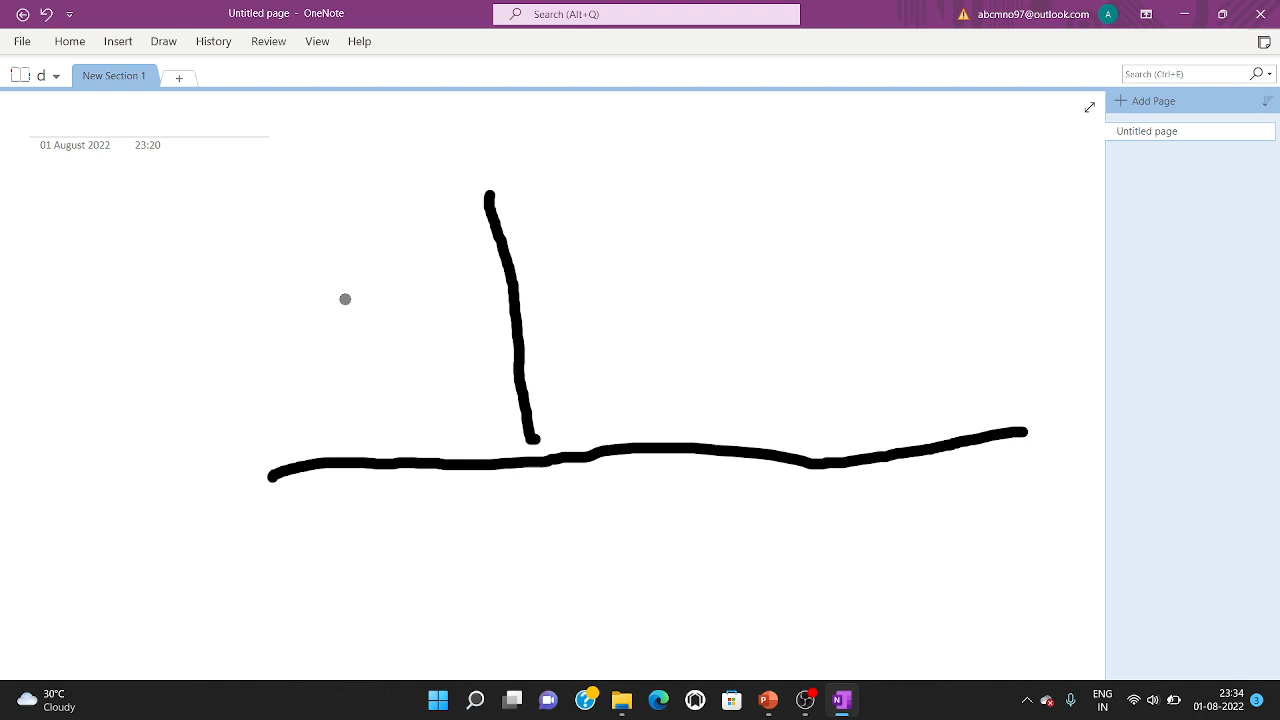 Untitled page - OneNote
Search (Alt+Q)
abcmno97@outlook.com
A
File Home Insert Draw History Review View Help
d New Section 1 +
Search (Ctrl+E)
Add Page
Untitled page
01 August 2022 23:20
30°C
Cloudy
ENG
IN
23:34
01-08-2022
3